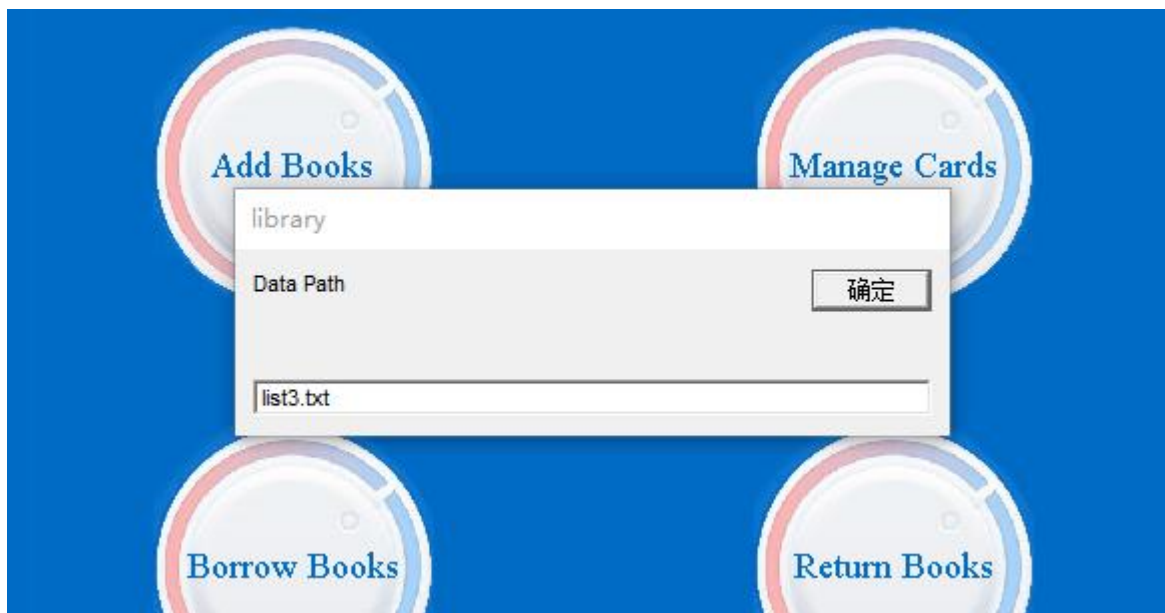 Add Books
Manage Cards
library
Data Path
确定
list3.txt
Borrow Books
Return Books